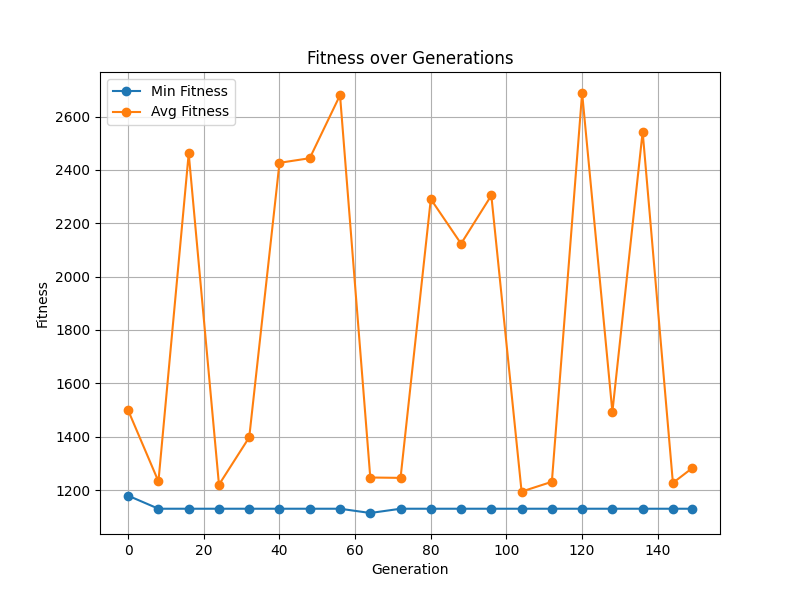 Fitness over Generations
Min Fitness
Avg Fitness
2600
2400
2200
2000
1800
1600
1400
1200
Fitness
0 20 40 60 80 100 120 140
Generation